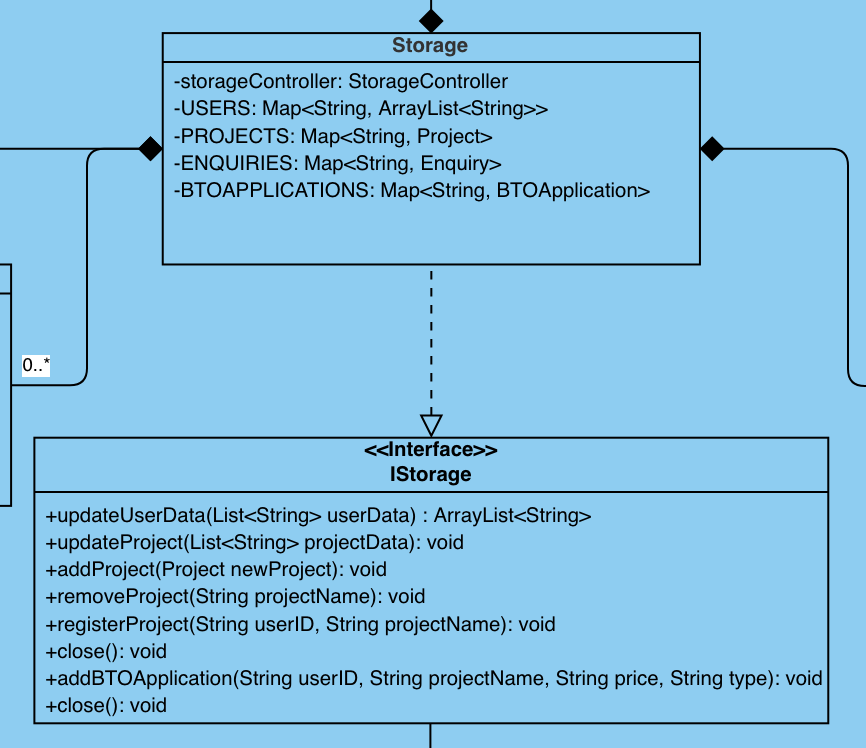 Storage
-storageController: StorageController
-USERS: Map<String, ArrayList<String>>
-PROJECTS: Map<String, Project>
-ENQUIRIES: Map<String, Enquiry>
-BTOAPPLICATIONS: Map<String, BTOApplication>
0..*
<<Interface>>
IStorage
+updateUserData(List<String> userData) : ArrayList<String>
+updateProject(List<String> projectData): void
+addProject(Project newProject): void
+removeProject(String projectName): void
+registerProject(String userID, String projectName): void
+close(): void
+addBTOApplication(String userID, String projectName, String price, String type): void
+close(): void